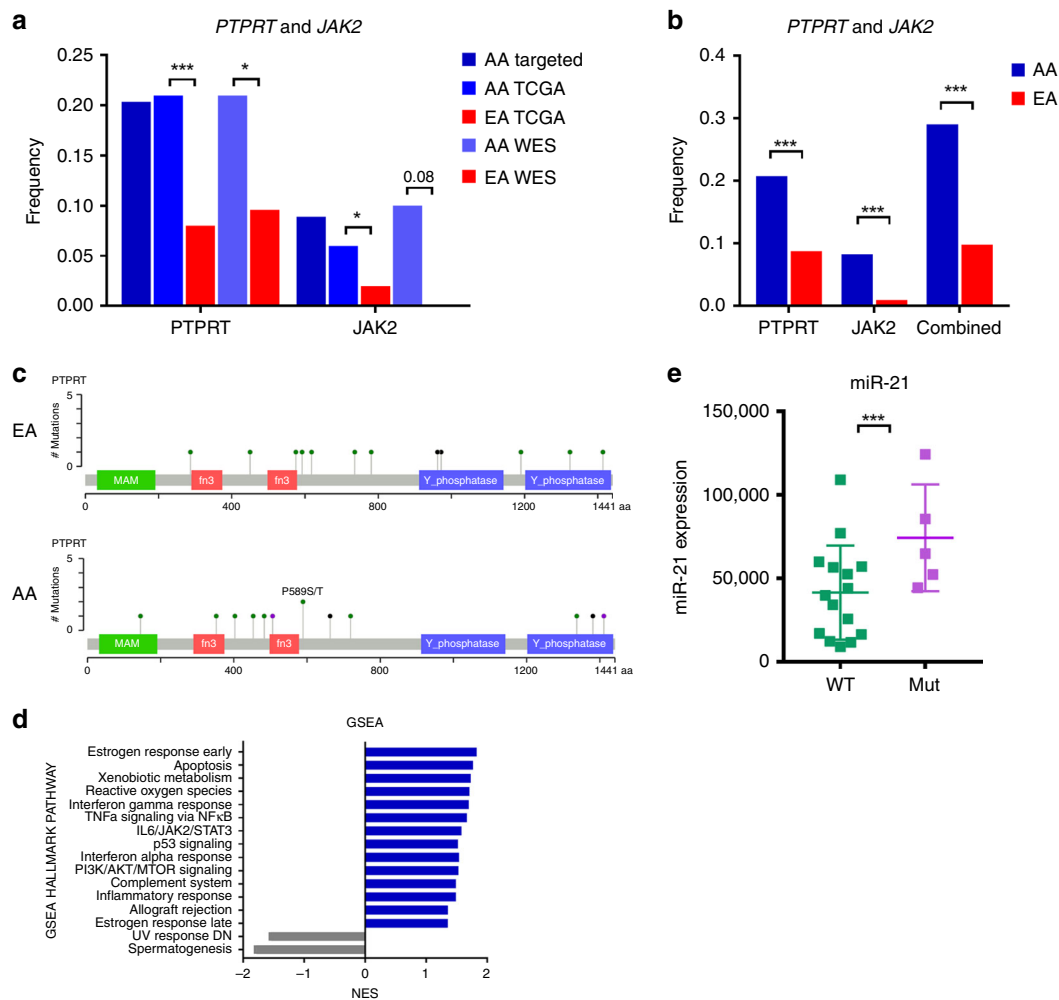 a
PTPRT and JAK2
Frequency
0.25
0.20
0.15
0.10
0.05
0.00
***
*
*
0.08
PTPRT
JAK2
AA targeted
AA TCGA
EA TCGA
AA WES
EA WES
b
PTPRT and JAK2
Frequency
0.4
0.3
0.2
0.1
0.0
***
***
***
PTPRT
JAK2
Combined
AA
EA
c
PTPRT
EA
# Mutations
5
0
MAM
fn3
fn3
Y_phosphatase
Y_phosphatase
0
400
800
1200
1441 aa
PTPRT
AA
# Mutations
5
0
P589S/T
MAM
fn3
fn3
Y_phosphatase
Y_phosphatase
0
400
800
1200
1441 aa
d
GSEA
GSEA HALLMARK PATHWAY
Estrogen response early
Apoptosis
Xenobiotic metabolism
Reactive oxygen species
Interferon gamma response
TNFa signaling via NFκB
IL6/JAK2/STAT3
p53 signaling
Interferon alpha response
PI3K/AKT/MTOR signaling
Complement system
Inflammatory response
Allograft rejection
Estrogen response late
UV response DN
Spermatogenesis
−2
−1
0
1
2
NES
e
miR-21
***
miR-21 expression
150,000
100,000
50,000
0
WT
Mut